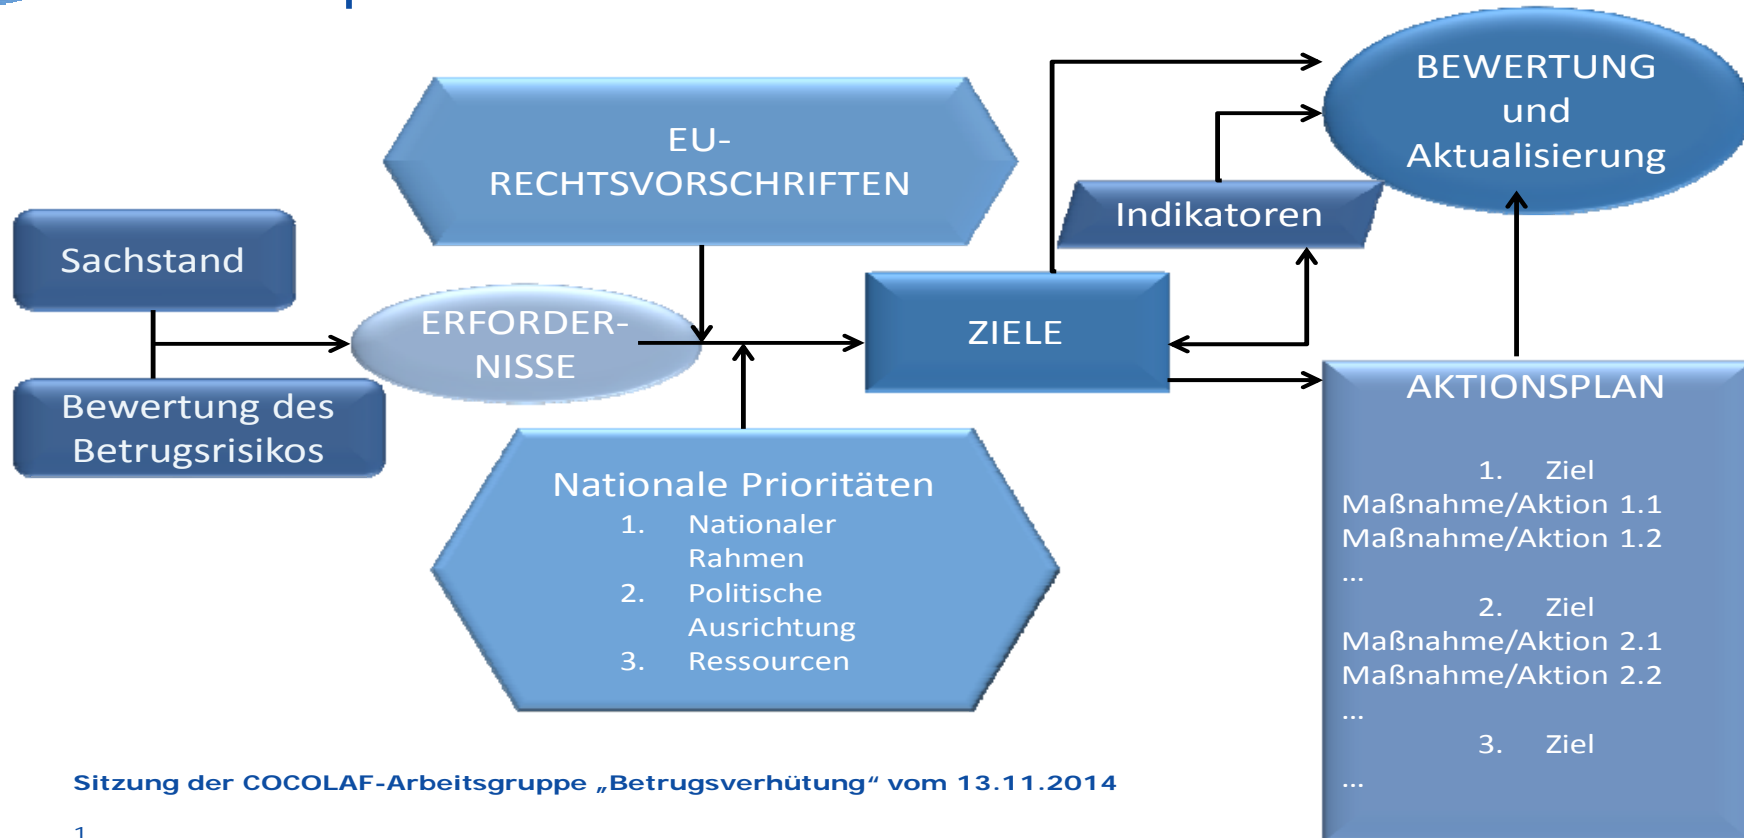 BEWERTUNG
und
Aktualisierung
EU-
RECHTSVORSCHRIFTEN
Indikatoren
Sachstand
ERFORDER-
NISSE
ZIELE
Bewertung des
Betrugsrisikos
AKTIONSPLAN
1. Ziel
Maßnahme/Aktion 1.1
Maßnahme/Aktion 1.2
...
2. Ziel
Maßnahme/Aktion 2.1
Maßnahme/Aktion 2.2
...
3. Ziel
...
Nationale Prioritäten
1. Nationaler
Rahmen
2. Politische
Ausrichtung
3. Ressourcen
Sitzung der COCOLAF-Arbeitsgruppe „Betrugsverhütung“ vom 13.11.2014
1